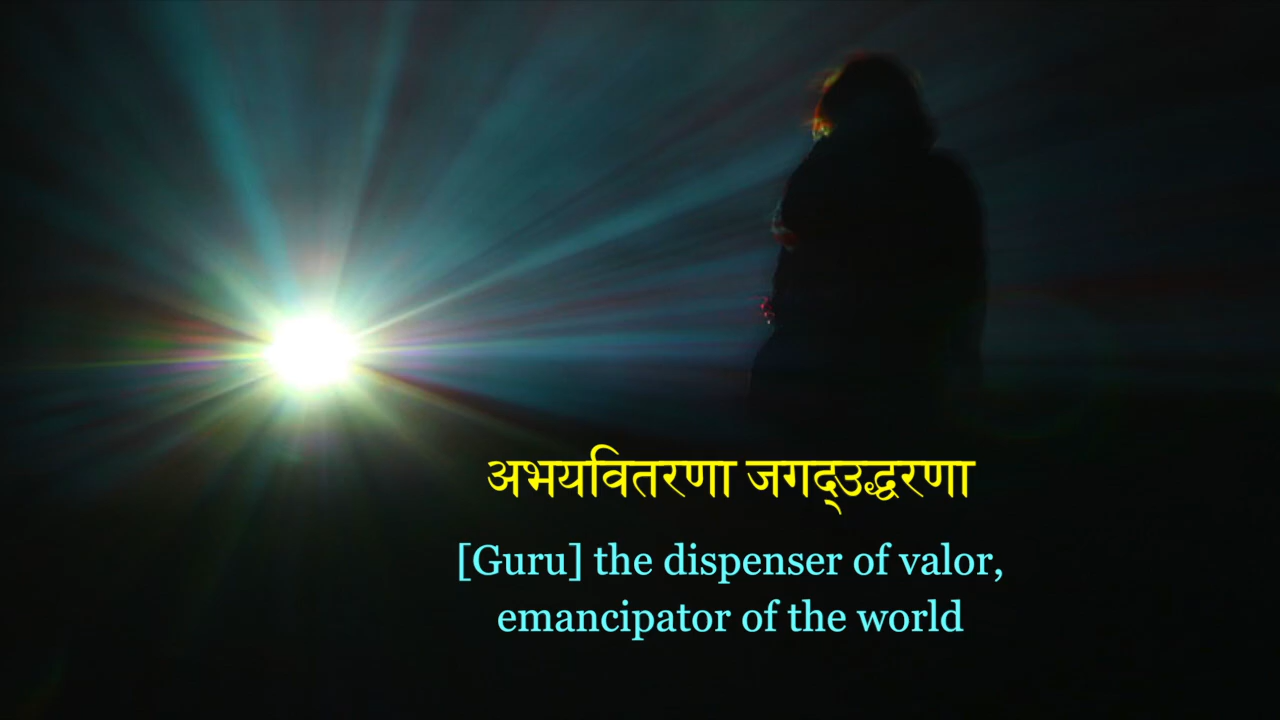 अभयवितरणा जगद्उद्धरणा
[Guru] the dispenser of valor,
emancipator of the world